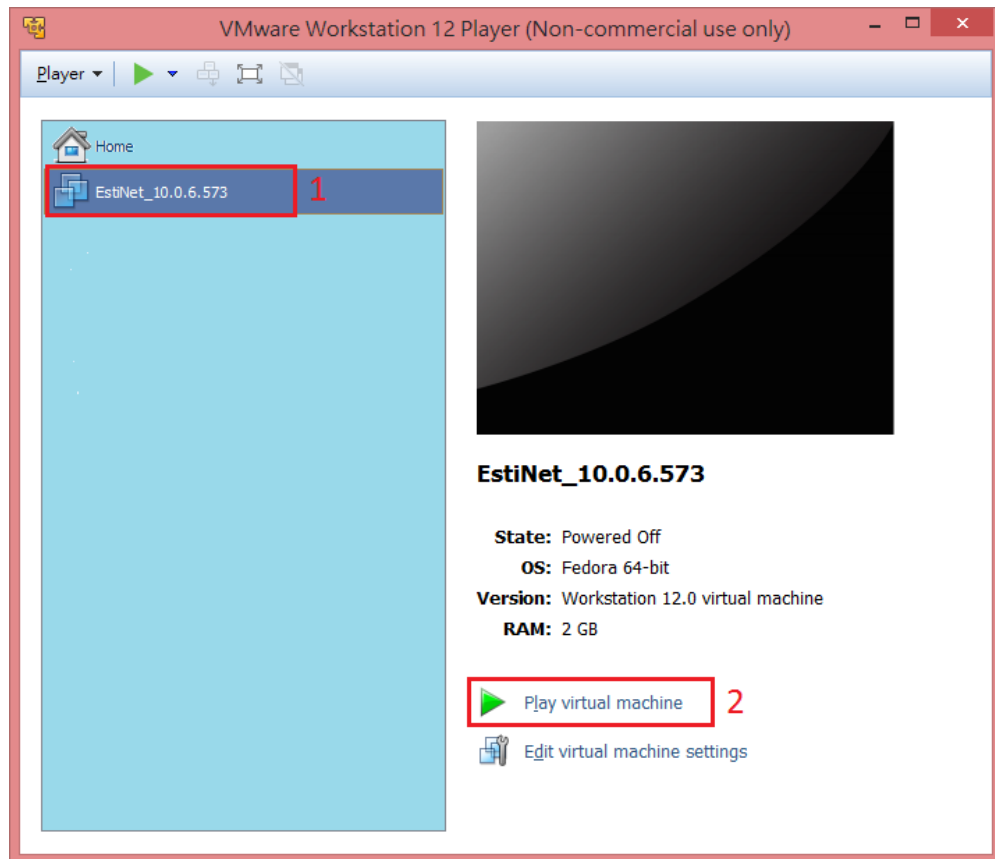 VMware Workstation 12 Player (Non-commercial use only)
Player
Home
EstiNet_10.0.6.573 1
EstiNet_10.0.6.573
State: Powered Off
OS: Fedora 64-bit
Version: Workstation 12.0 virtual machine
RAM: 2 GB
Play virtual machine 2
Edit virtual machine settings